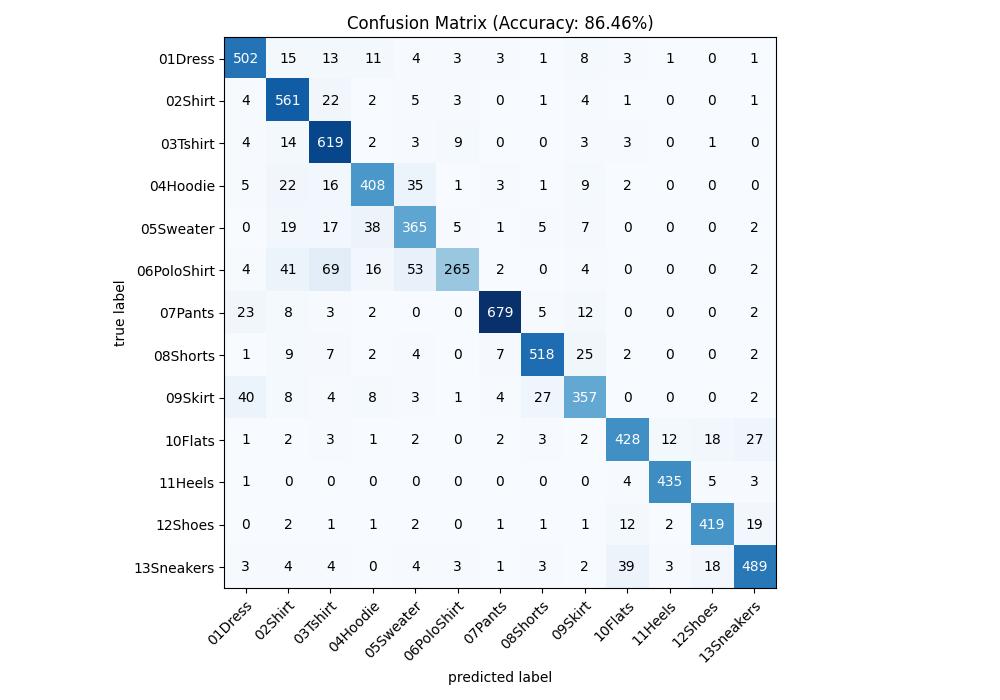 Confusion Matrix (Accuracy: 86.46%)
01Dress 502 15 13 11 4 3 3 1 8 3 1 0 1
02Shirt 4 561 22 2 5 3 0 1 4 1 0 0 1
03Tshirt 4 14 619 2 3 9 0 0 3 3 0 1 0
04Hoodie 5 22 16 408 35 1 3 1 9 2 0 0 0
05Sweater 0 19 17 38 365 5 1 5 7 0 0 0 2
06PoloShirt 4 41 69 16 53 265 2 0 4 0 0 0 2
07Pants 23 8 3 2 0 0 679 5 12 0 0 0 2
08Shorts 1 9 7 2 4 0 7 518 25 2 0 0 2
09Skirt 40 8 4 8 3 1 4 27 357 0 0 0 2
10Flats 1 2 3 1 2 0 2 3 2 428 12 18 27
11Heels 1 0 0 0 0 0 0 0 0 4 435 5 3
12Shoes 0 2 1 1 2 0 1 1 1 12 2 419 19
13Sneakers 3 4 4 0 4 3 1 3 2 39 3 18 489
true label
01Dress 02Shirt 03Tshirt 04Hoodie 05Sweater 06PoloShirt 07Pants 08Shorts 09Skirt 10Flats 11Heels 12Shoes 13Sneakers
predicted label